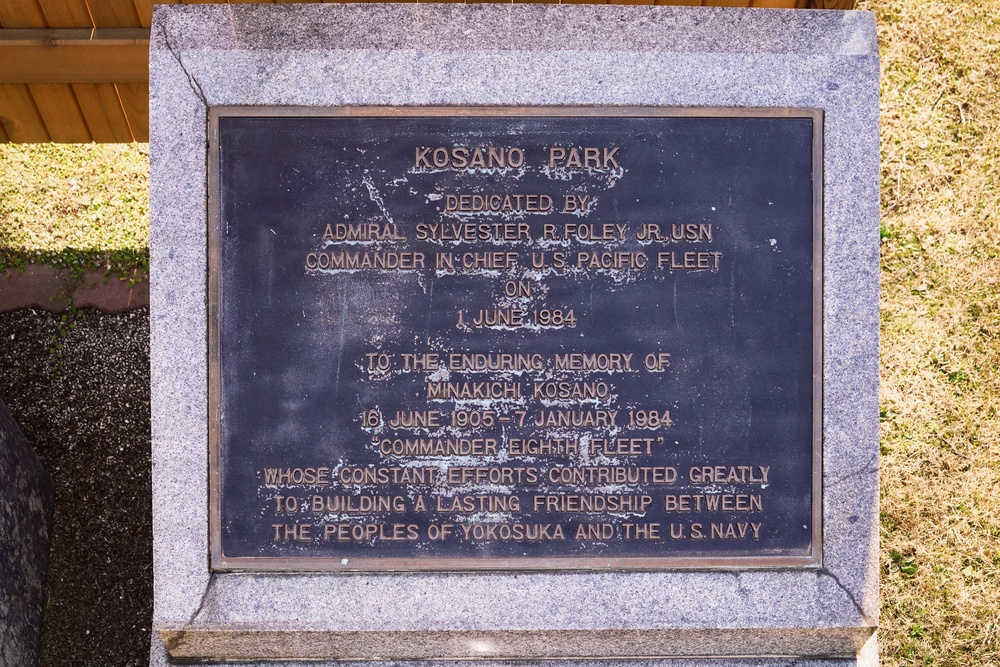 KOSANO PARK
DEDICATED BY
ADMIRAL SYLVESTER R. FOLEY JR., USN
COMMANDER IN CHIEF, U.S. PACIFIC FLEET
ON
1 JUNE 1984
TO THE ENDURING MEMORY OF
MINAKICHI KOSANO
16 JUNE 1905 – 7 JANUARY 1984
“COMMANDER EIGHTH FLEET”
WHOSE CONSTANT EFFORTS CONTRIBUTED GREATLY
TO BUILDING A LASTING FRIENDSHIP BETWEEN
THE PEOPLES OF YOKOSUKA AND THE U.S. NAVY